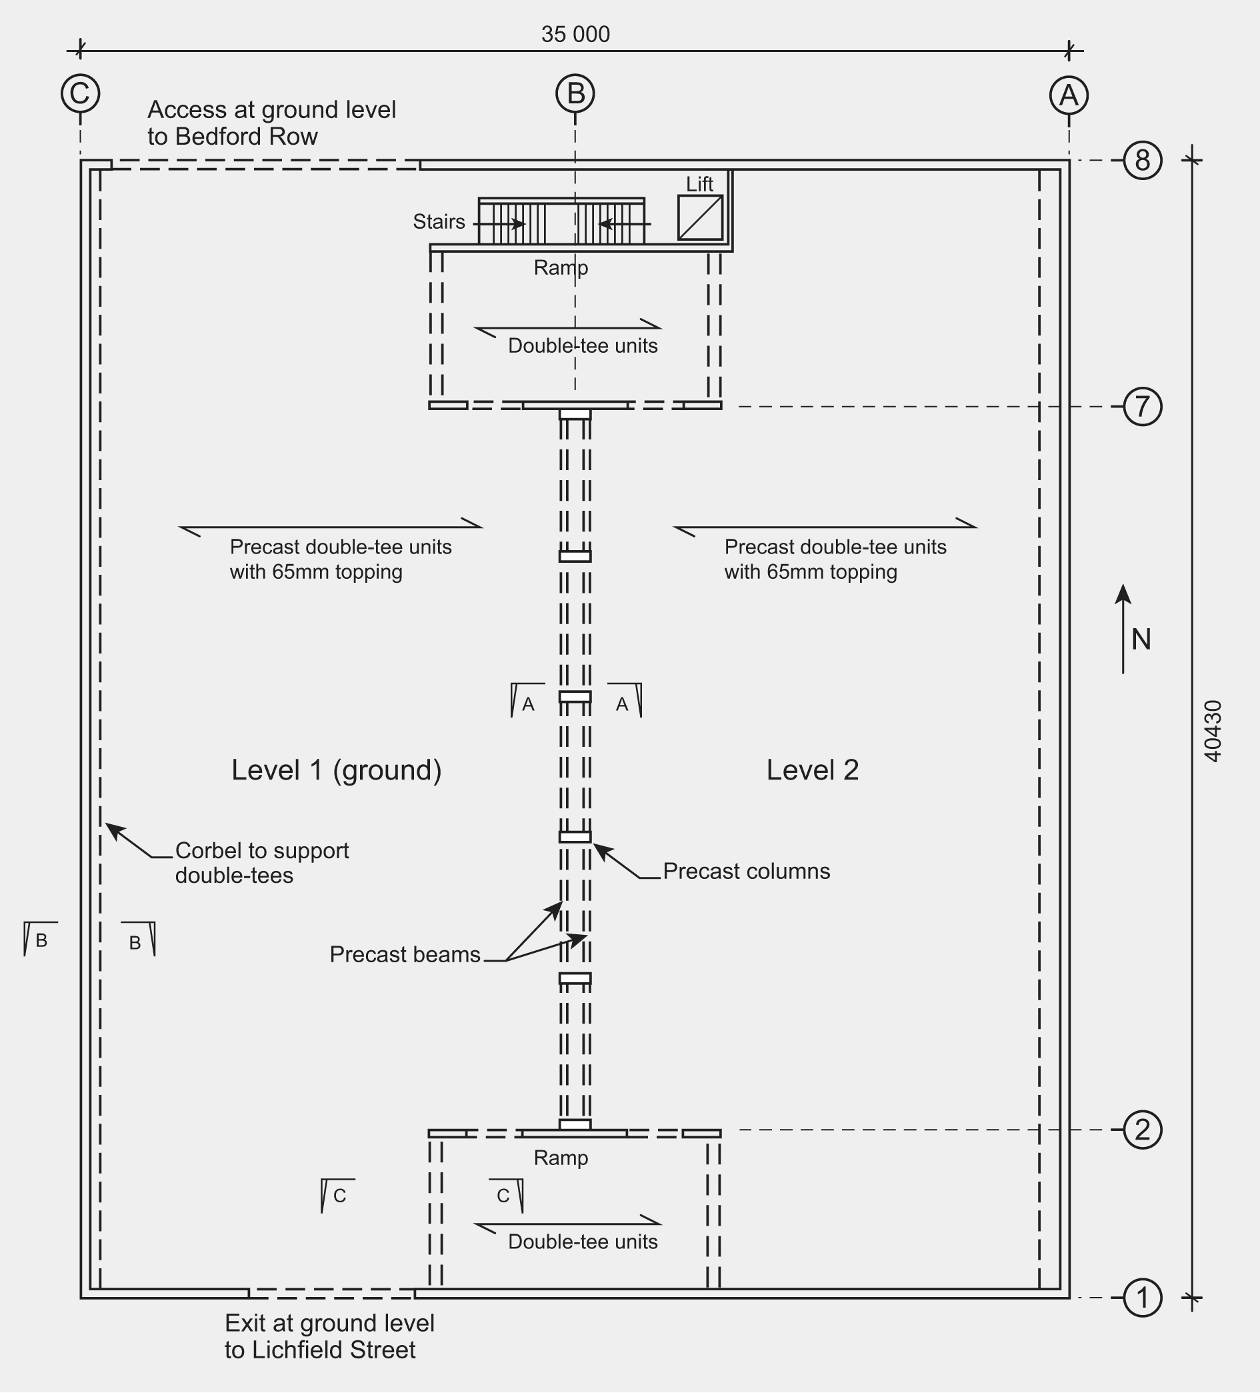 35 000
C
B
A
Access at ground level
to Bedford Row
8
Lift
Stairs
Ramp
Double-tee units
7
Precast double-tee units
with 65mm topping
Precast double-tee units
with 65mm topping
N
A
A
40430
Level 1 (ground)
Level 2
Corbel to support
double-tees
Precast columns
B
B
Precast beams
2
Ramp
C
C
Double-tee units
1
Exit at ground level
to Lichfield Street